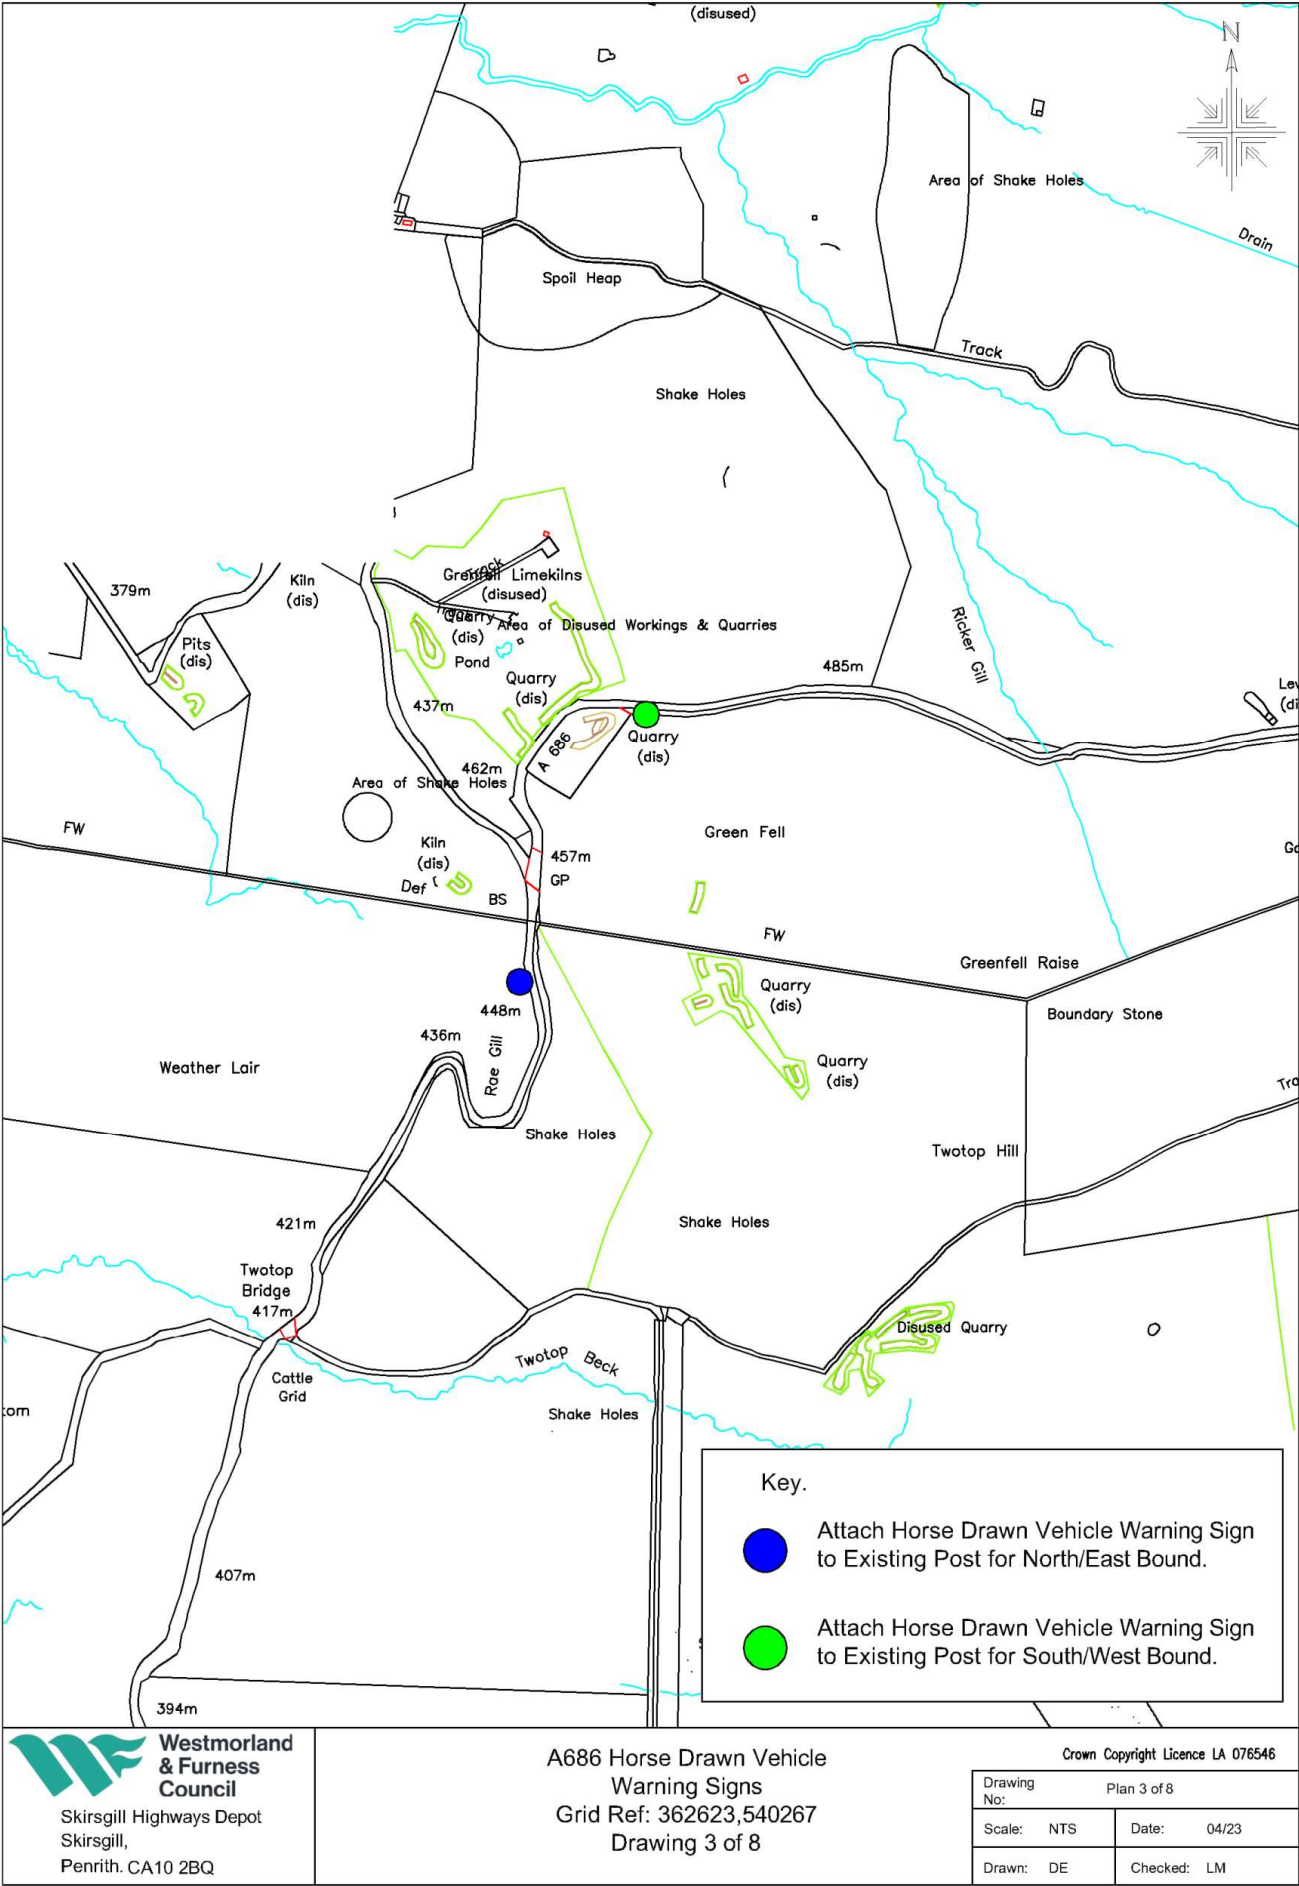 (disused)
N
Area of Shake Holes
Drain
Spoil Heap
Track
Shake Holes
Track
Grenfell Limekilns
(disused)
379m
Kiln
(dis)
Track
Quarry
(dis)
Area of Disused Workings & Quarries
Pits
(dis)
Pond
Ricker Gill
485m
Quarry
(dis)
437m
Quarry
(dis)
A 686
462m
Area of Shake Holes
FW
Green Fell
Kiln
(dis)
457m
Def
GP
BS
FW
Greenfell Raise
Quarry
(dis)
448m
Boundary Stone
436m
Rae Gill
Weather Lair
Quarry
(dis)
Shake Holes
Twotop Hill
421m
Shake Holes
Twotop
Bridge
417m
Disused Quarry
Twotop Beck
Cattle
Grid
Shake Holes
407m
394m
Key.
Attach Horse Drawn Vehicle Warning Sign
to Existing Post for North/East Bound.
Attach Horse Drawn Vehicle Warning Sign
to Existing Post for South/West Bound.
Westmorland
& Furness
Council
Skirsgill Highways Depot
Skirsgill,
Penrith. CA10 2BQ
A686 Horse Drawn Vehicle
Warning Signs
Grid Ref: 362623,540267
Drawing 3 of 8
Crown Copyright Licence LA 076546
Drawing No: Plan 3 of 8
Scale: NTS Date: 04/23
Drawn: DE Checked: LM